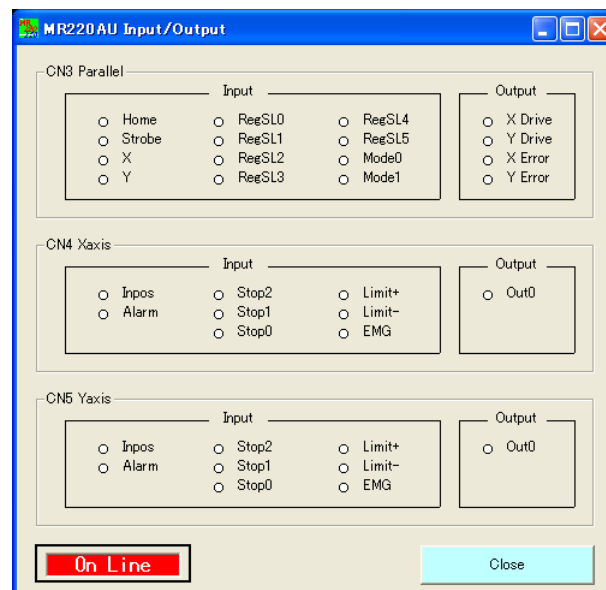 MR220AU Input/Output
CN3 Parallel
Input Output
Home RegSL0 RegSL4 X Drive
Strobe RegSL1 RegSL5 Y Drive
X RegSL2 Mode0 X Error
Y RegSL3 Mode1 Y Error
CN4 Xaxis
Input Output
Inpos Stop2 Limit+ Out0
Alarm Stop1 Limit-
Stop0 EMG
CN5 Yaxis
Input Output
Inpos Stop2 Limit+ Out0
Alarm Stop1 Limit-
Stop0 EMG
On Line Close